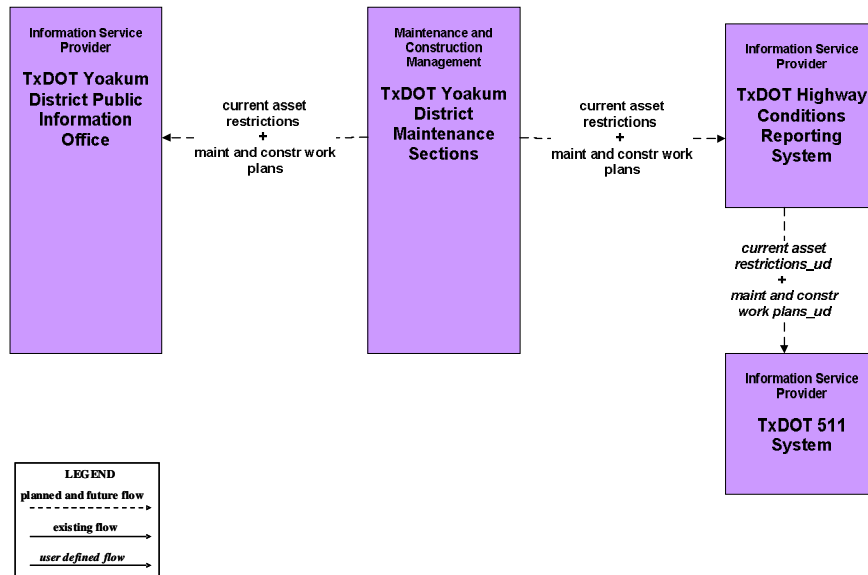 Information Service
Provider
TxDOT Yoakum
District Public
Information
Office
current asset
restrictions
+
maint and constr work
plans
Maintenance and
Construction
Management
TxDOT Yoakum
District
Maintenance
Sections
current asset
restrictions
+
maint and constr work
plans
Information Service
Provider
TxDOT Highway
Conditions
Reporting
System
current asset
restrictions_ud
+
maint and constr
work plans_ud
Information Service
Provider
TxDOT 511
System
LEGEND
planned and future flow
existing flow
user defined flow